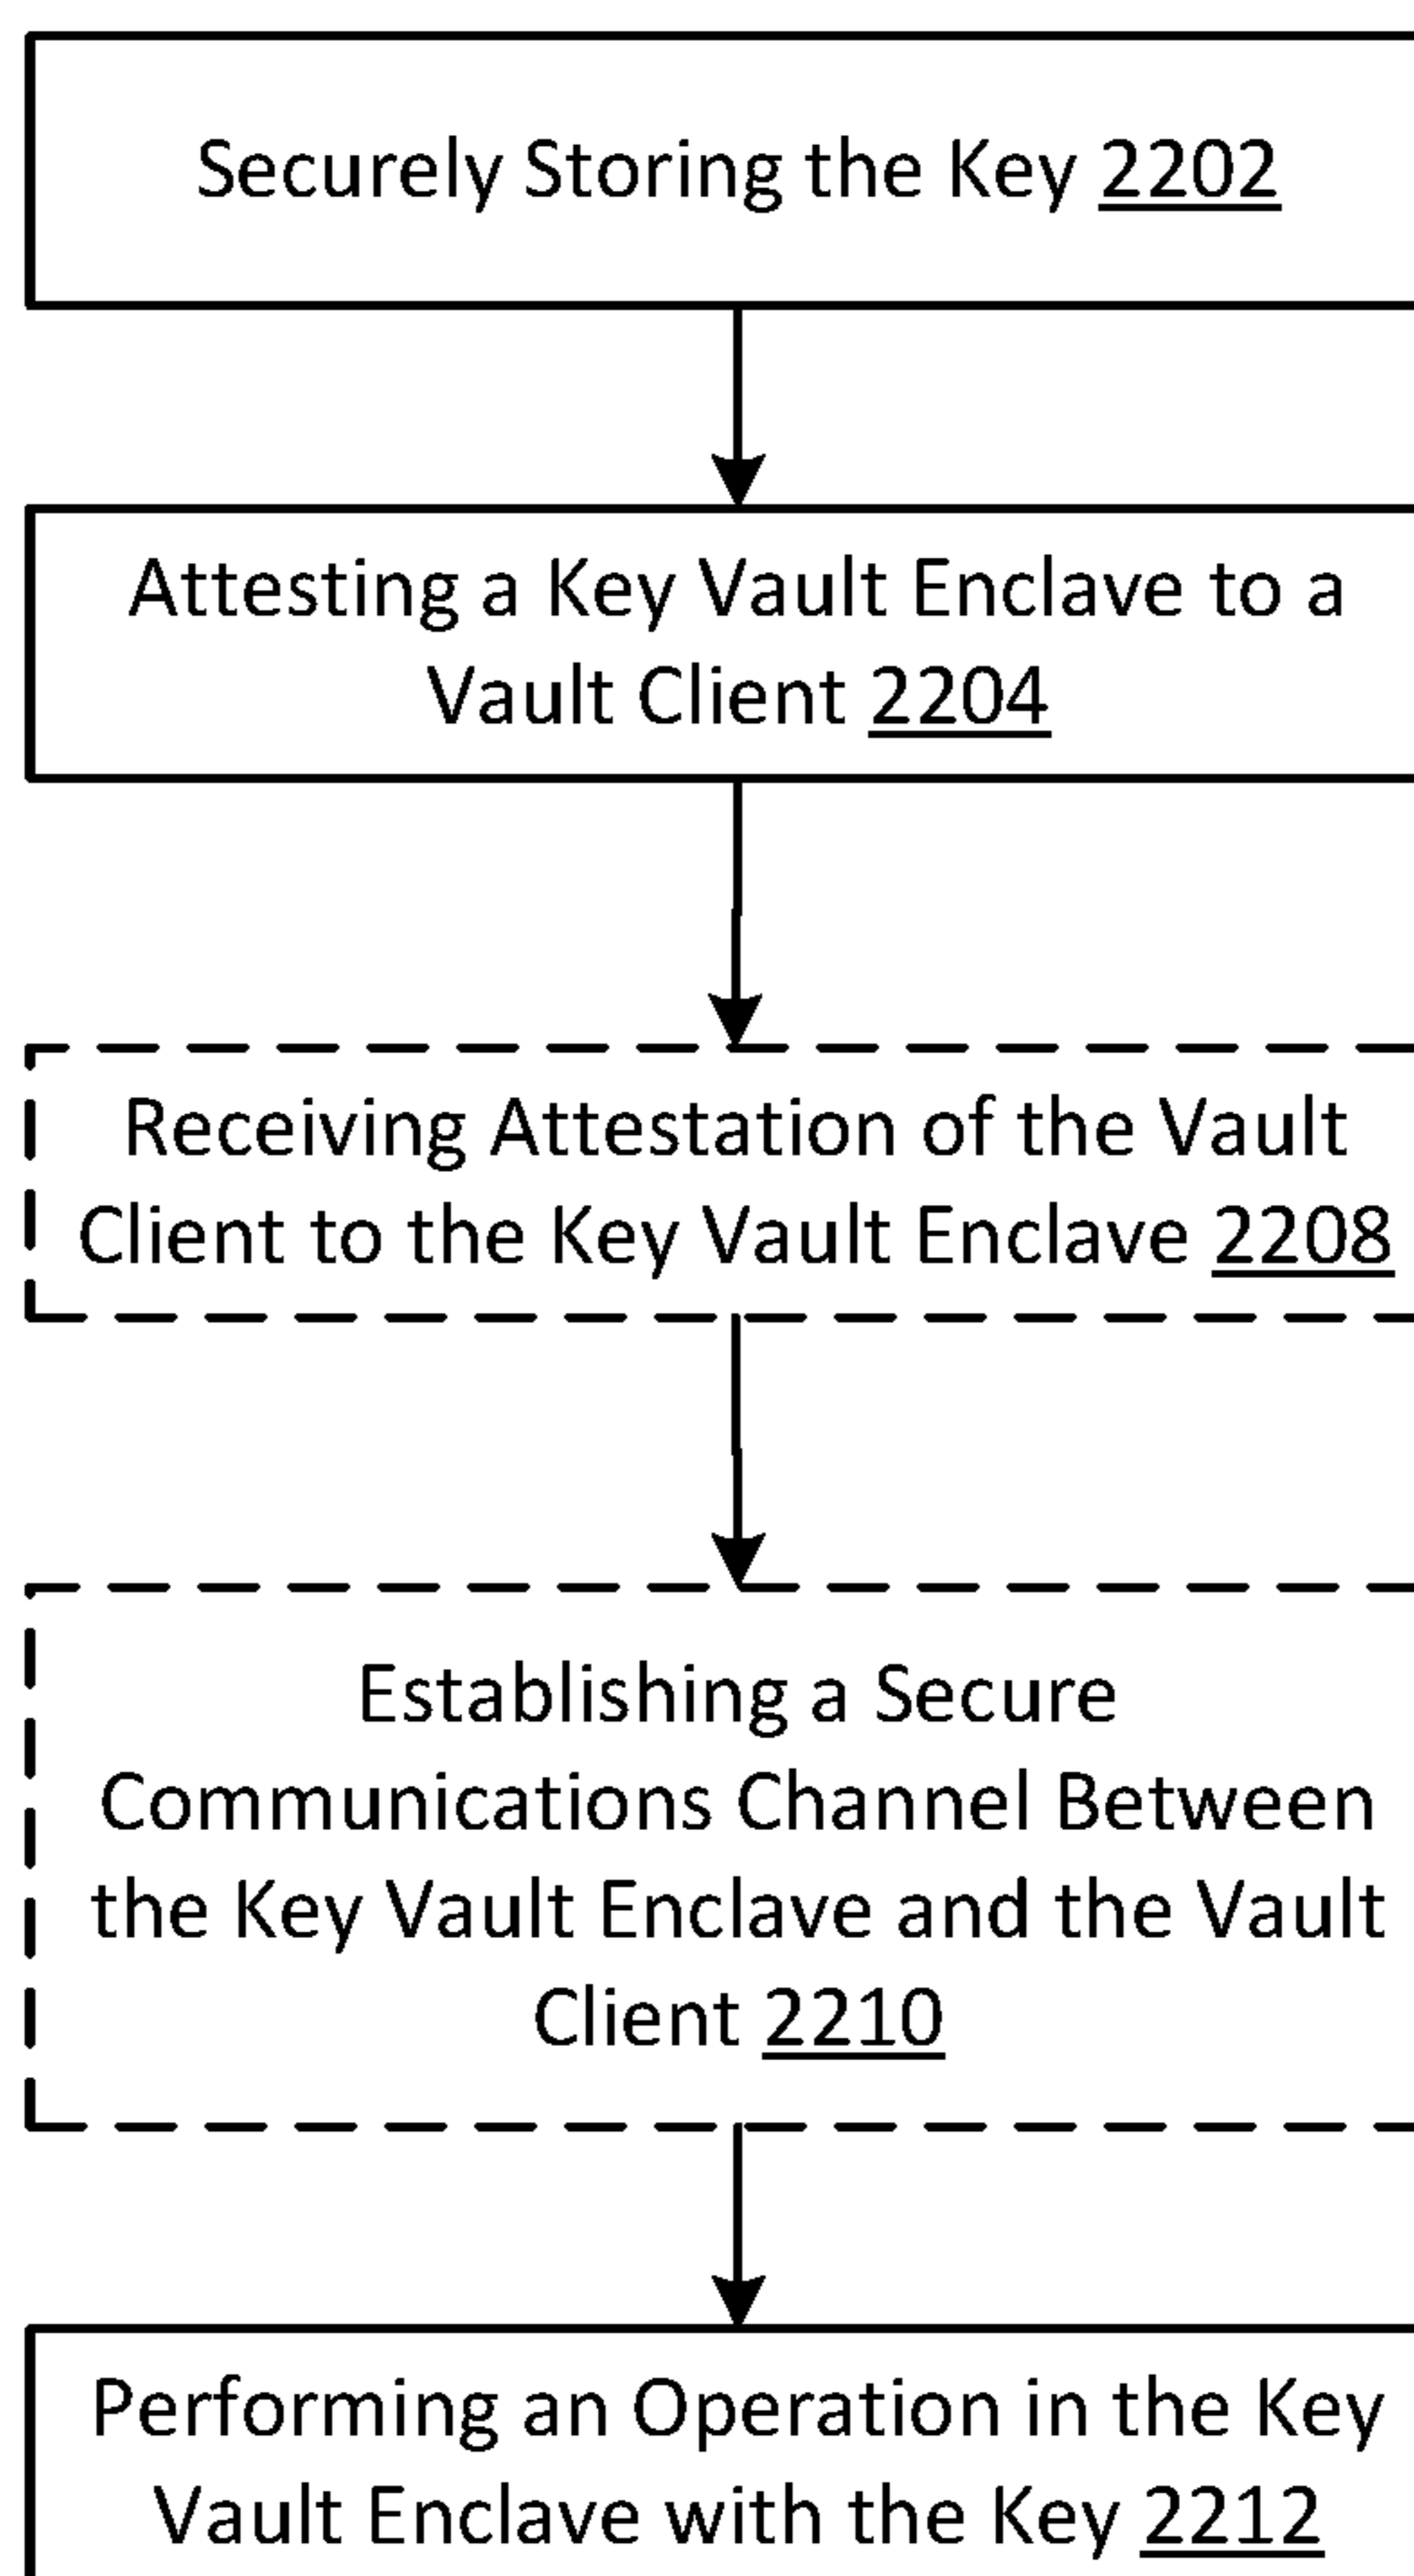 Securely Storing the Key 2202
Attesting a Key Vault Enclave to a
Vault Client 2204
Receiving Attestation of the Vault
Client to the Key Vault Enclave 2208
Establishing a Secure
Communications Channel Between
the Key Vault Enclave and the Vault
Client 2210
Performing an Operation in the Key
Vault Enclave with the Key 2212